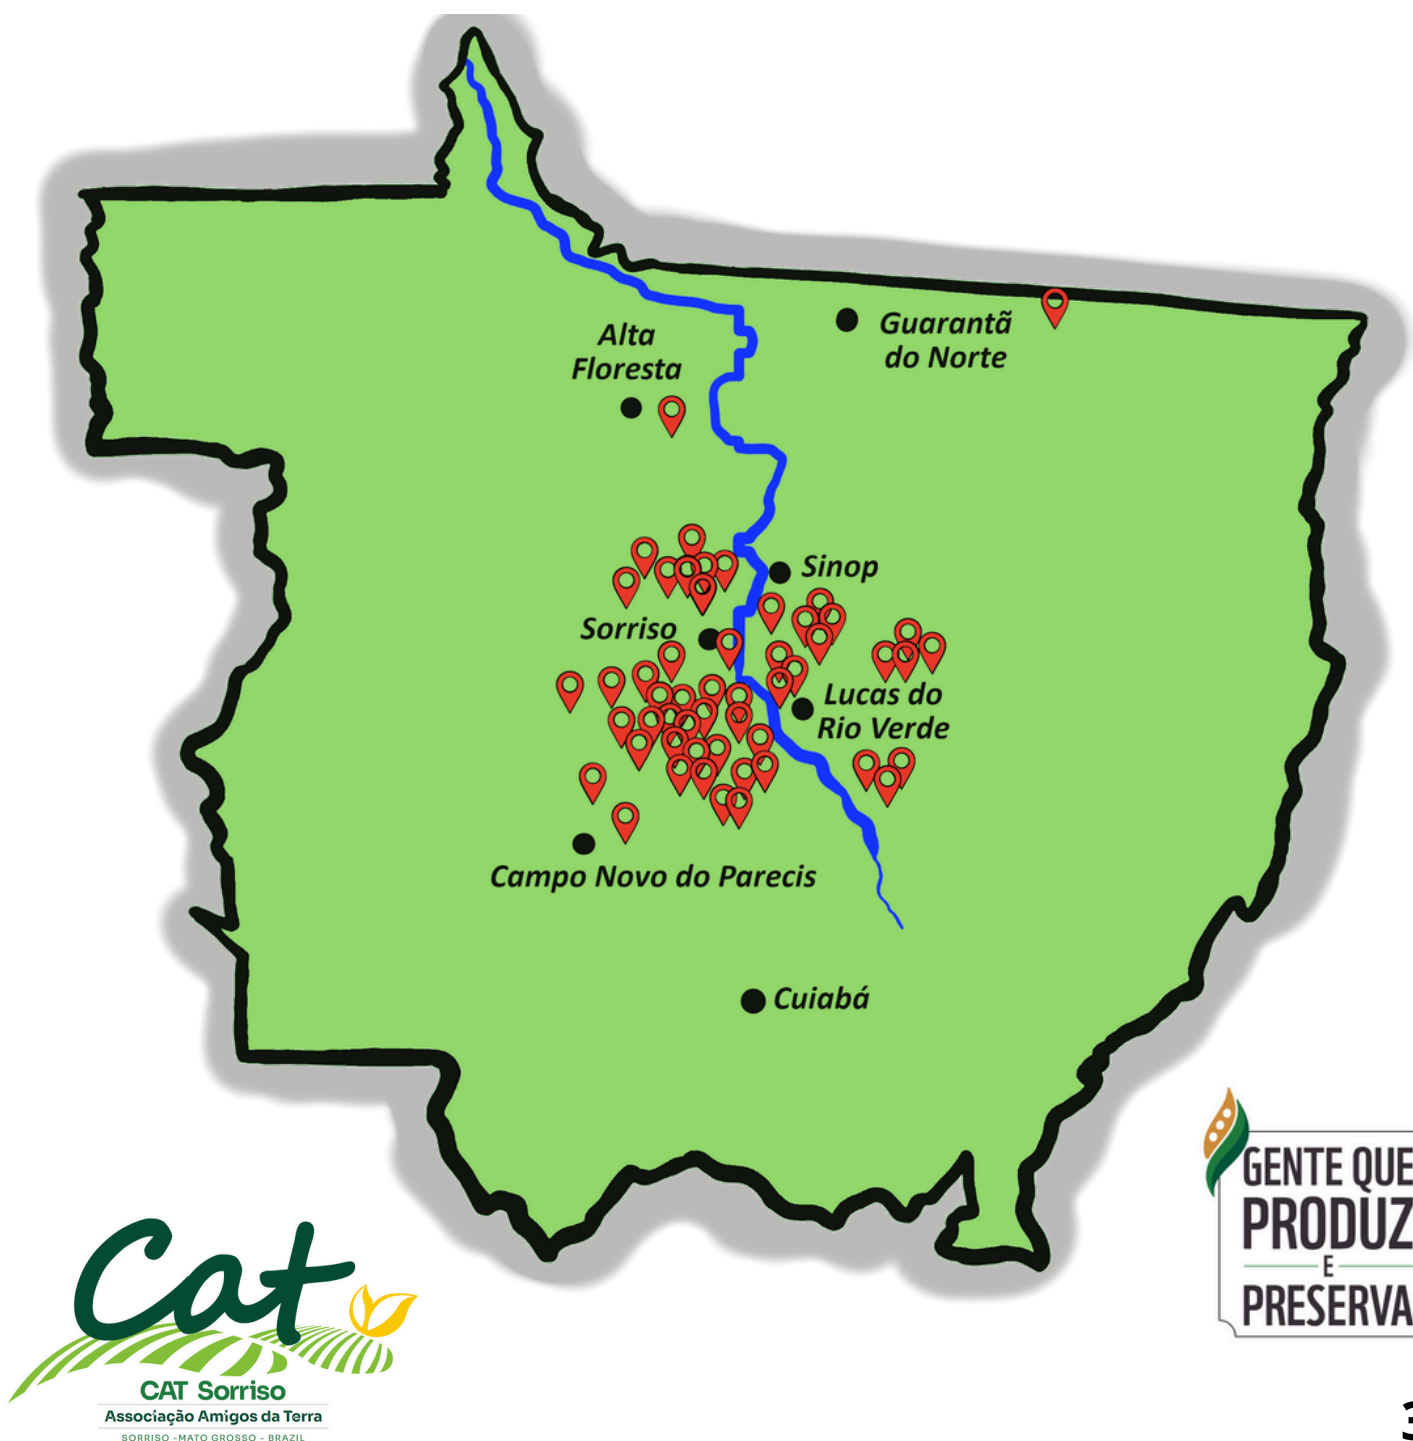 Alta
Floresta
Guarantã
do Norte
Sinop
Sorriso
Lucas do
Rio Verde
Campo Novo do Parecis
Cuiabá
GENTE QUE
PRODUZ
E
PRESERVA
Cat
CAT Sorriso
Associação Amigos da Terra
SORRISO -MATO GROSSO - BRAZIL